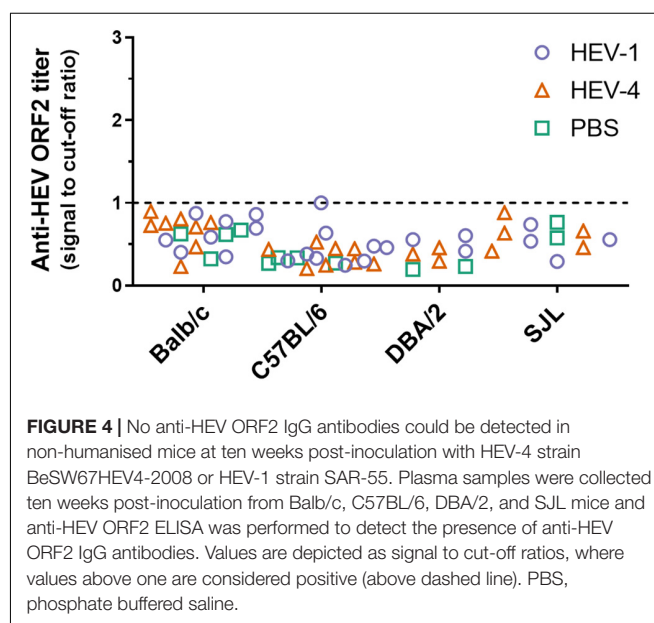 3
2
1
0
Anti-HEV ORF2 titer
(signal to cut-off ratio)
HEV-1
HEV-4
PBS
Balb/c
C57BL/6
DBA/2
SJL
FIGURE 4 | No anti-HEV ORF2 IgG antibodies could be detected in
non-humanised mice at ten weeks post-inoculation with HEV-4 strain
BeSW67HEV4-2008 or HEV-1 strain SAR-55. Plasma samples were collected
ten weeks post-inoculation from Balb/c, C57BL/6, DBA/2, and SJL mice and
anti-HEV ORF2 ELISA was performed to detect the presence of anti-HEV
ORF2 IgG antibodies. Values are depicted as signal to cut-off ratios, where
values above one are considered positive (above dashed line). PBS,
phosphate buffered saline.